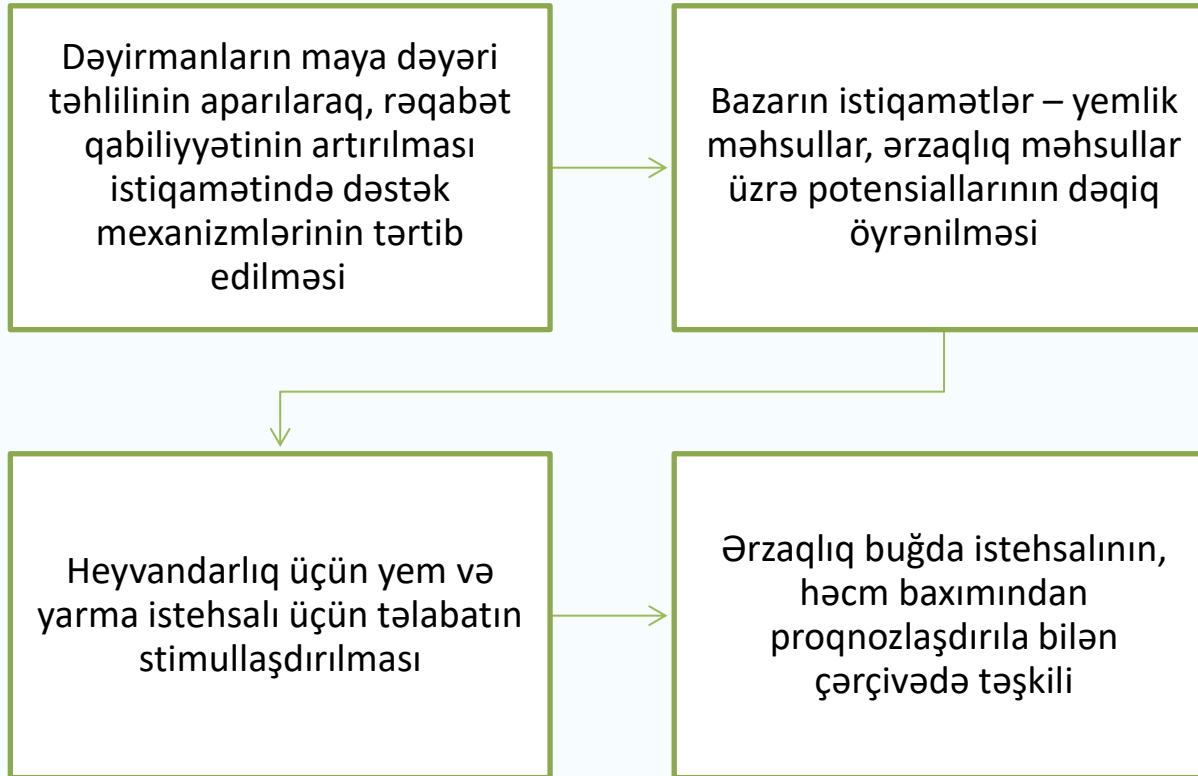 Dəyirmanların maya dəyəri
təhlilinin aparılaraq, rəqabət
qabiliyyətinin artırılması
istiqamətində dəstək
mexanizmlərinin tərtib
edilməsi
Bazarın istiqamətlər – yemlik
məhsullar, ərzaqlıq məhsullar
üzrə potensiallarının dəqiq
öyrənilməsi
Heyvandarlıq üçün yem və
yarma istehsalı üçün təlabatın
stimullaşdırılması
Ərzaqlıq buğda istehsalının,
həcm baxımından
proqnozlaşdırıla bilən
çərçivədə təşkili